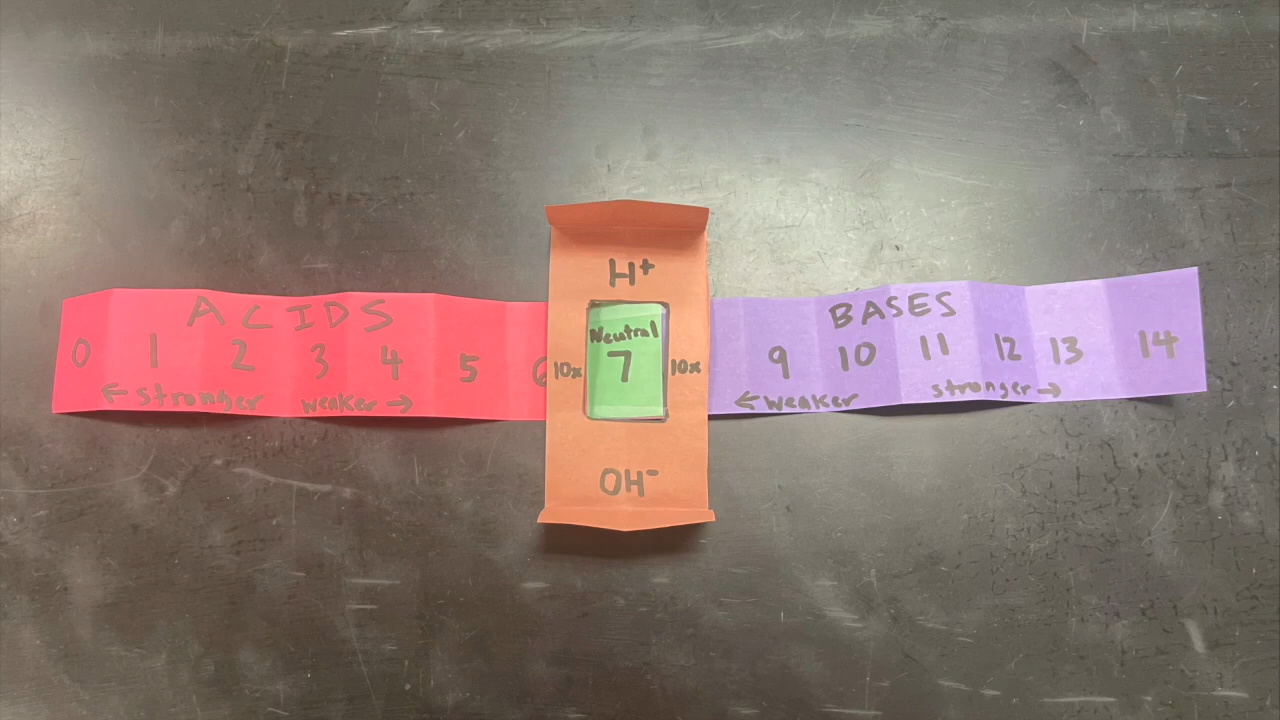 ACIDS
0 1 2 3 4 5 6
← stronger weaker →
H+
Neutral
10x 7 10x
OH-
BASES
9 10 11 12 13 14
← weaker stronger →